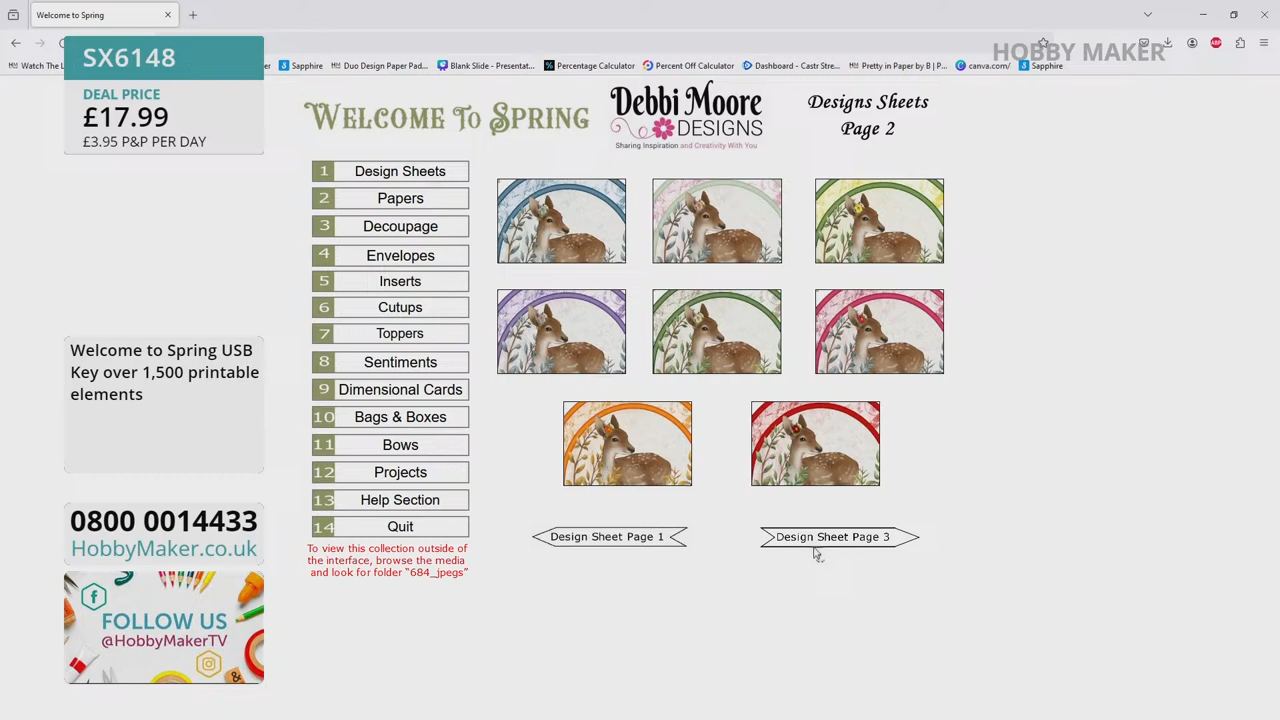 Welcome to Spring
SX6148
DEAL PRICE
£17.99
£3.95 P&P PER DAY
Watch The L
Sapphire
Duo Design Paper Pad...
Blank Slide - Presentat...
Percentage Calculator
Percent Off Calculator
Dashboard - Castr Stre...
Pretty in Paper by B | P...
canva.com/
Sapphire
HOBBY MAKER
ABP
WELCOME TO SPRING
Debbi Moore
DESIGNS
Sharing Inspiration and Creativity With You
Designs Sheets
Page 2
1 Design Sheets
2 Papers
3 Decoupage
4 Envelopes
5 Inserts
6 Cutups
7 Toppers
8 Sentiments
9 Dimensional Cards
10 Bags & Boxes
11 Bows
12 Projects
13 Help Section
14 Quit
To view this collection outside of
the interface, browse the media
and look for folder "684_jpegs"
Design Sheet Page 1
Design Sheet Page 3
Welcome to Spring USB
Key over 1,500 printable
elements
0800 0014433
HobbyMaker.co.uk
FOLLOW US
@HobbyMakerTV